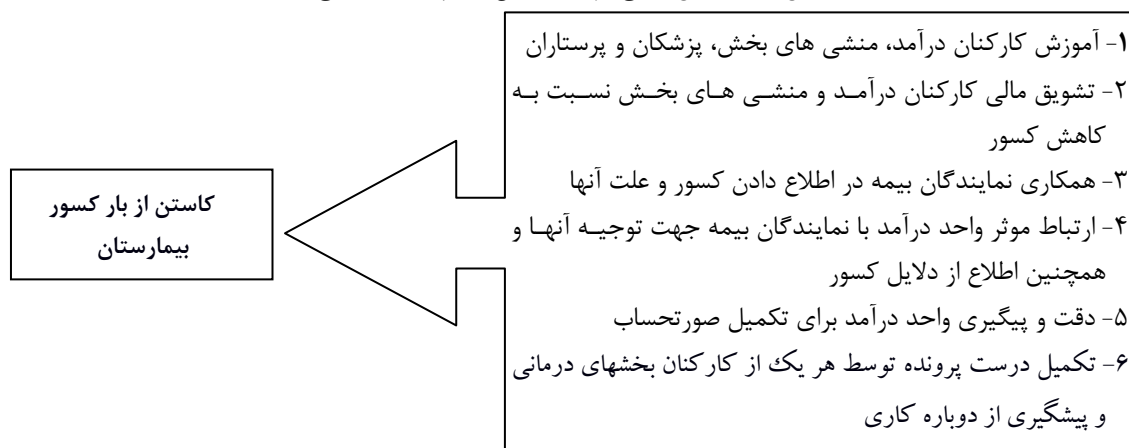 ۱- آموزش کارکنان درآمد، منشی های بخش، پزشکان و پرستاران
۲- تشویق مالی کارکنان درآمد و منشی های بخش نسبت به
کاهش کسور
۳- همکاری نمایندگان بیمه در اطلاع دادن کسور و علت آنها
۴- ارتباط موثر واحد درآمد با نمایندگان بیمه جهت توجیه آنها و
همچنین اطلاع از دلایل کسور
۵- دقت و پیگیری واحد درآمد برای تکمیل صورتحساب
۶- تکمیل درست پرونده توسط هر یک از کارکنان بخشهای درمانی
و پیشگیری از دوباره کاری
کاستن از بار کسور
بیمارستان